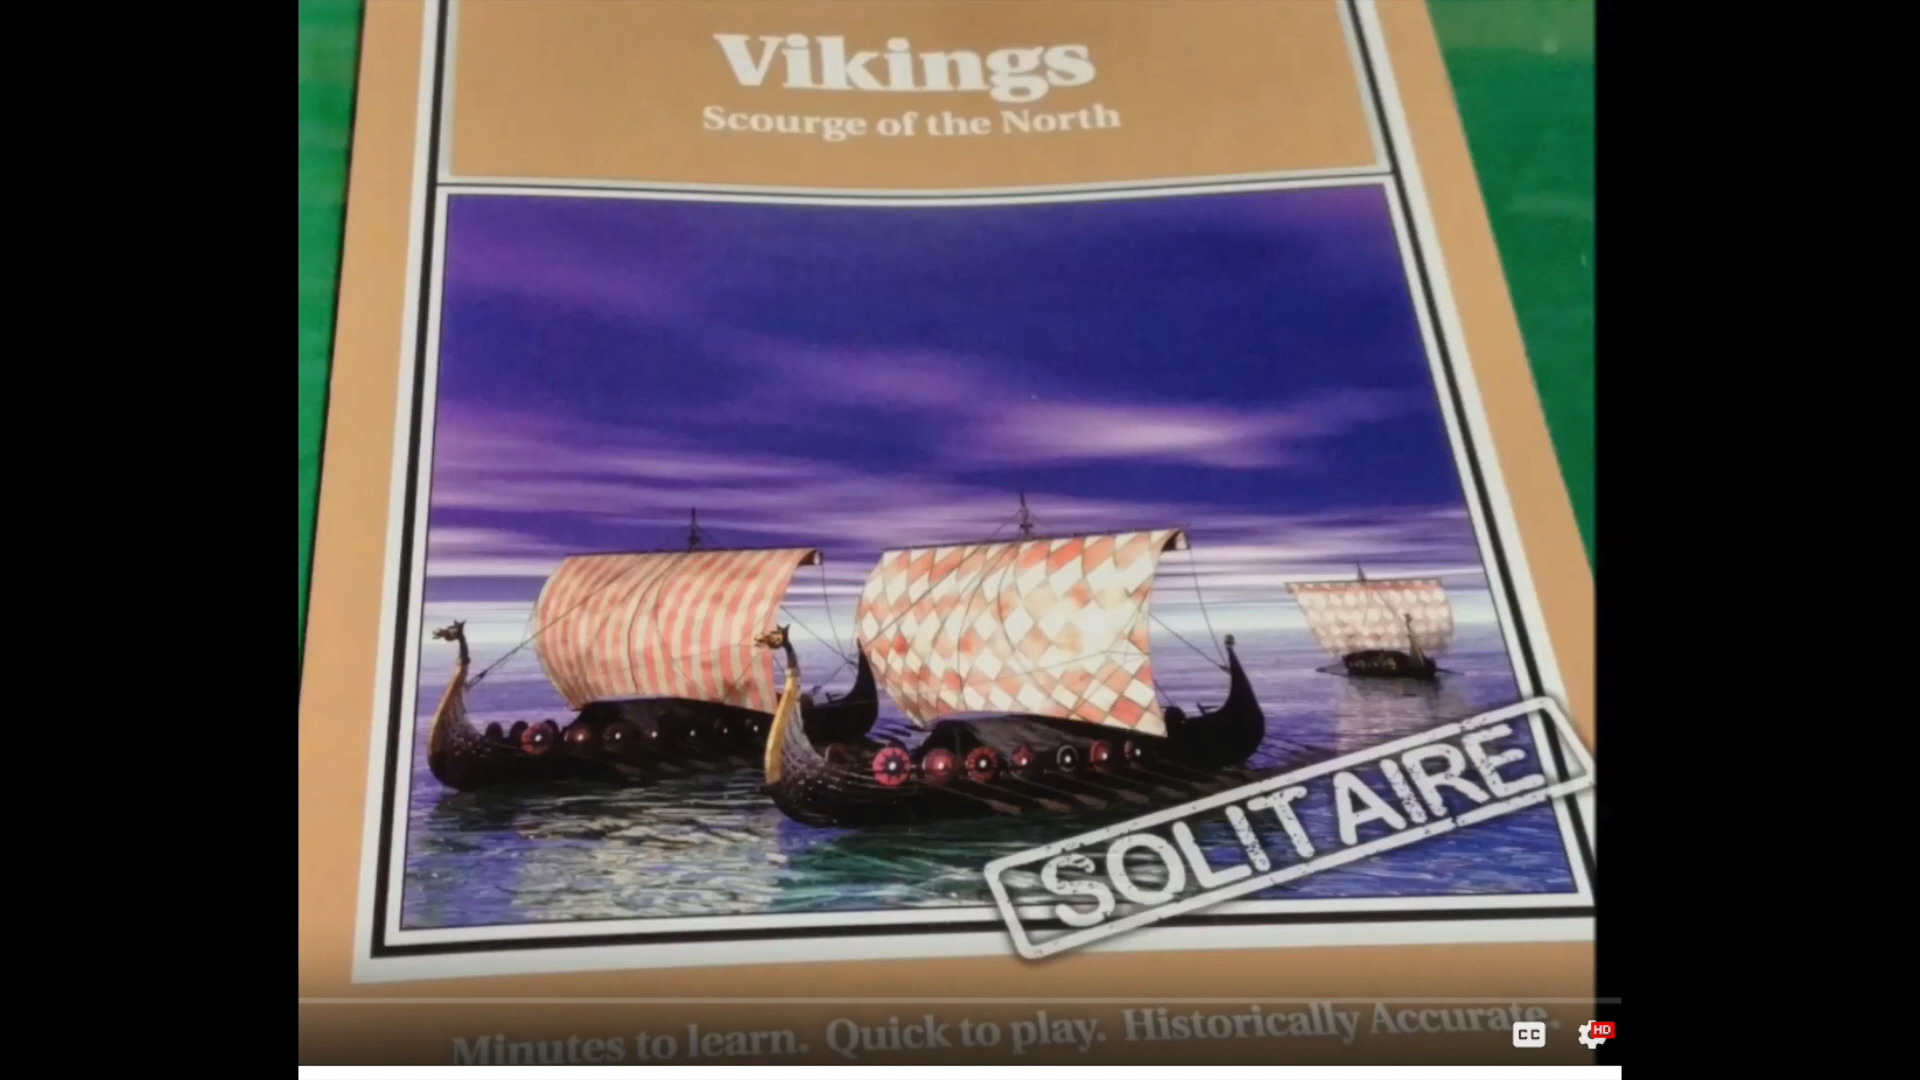 Vikings
Scourge of the North
SOLITAIRE
Minutes to learn. Quick to play. Historically Accurate.
CC
HD